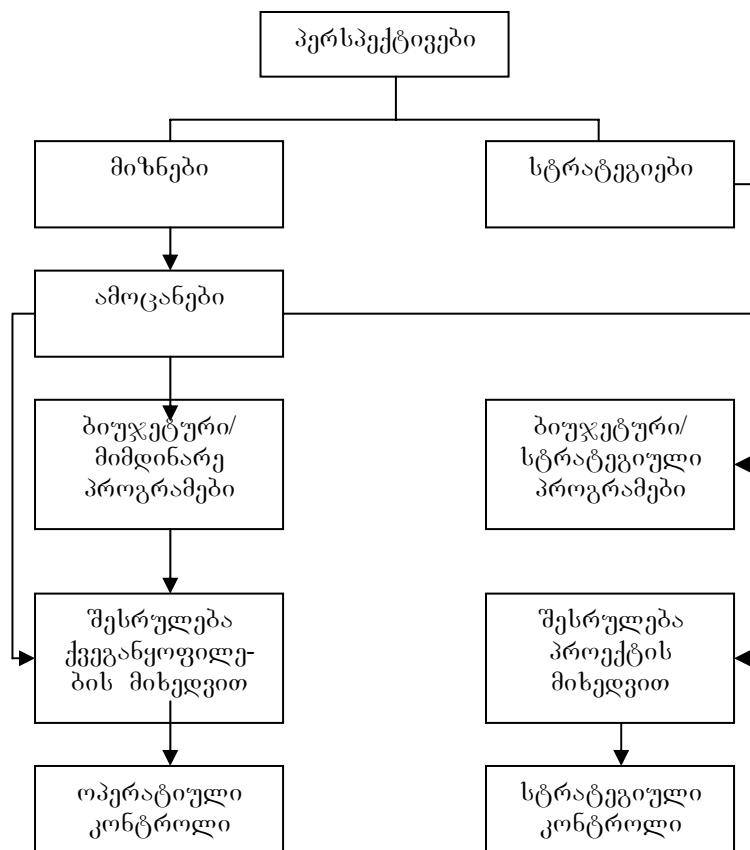 პერსპექტივები
მიზნები
სტრატეგიები
ამოცანები
ბიუჯეტური/
მიმდინარე
პროგრამები
ბიუჯეტური/
სტრატეგიული
პროგრამები
შესრულება
ქვეგანყოფილე-
ბის მიხედვით
შესრულება
პროექტის
მიხედვით
ოპერატიული
კონტროლი
სტრატეგიული
კონტროლი